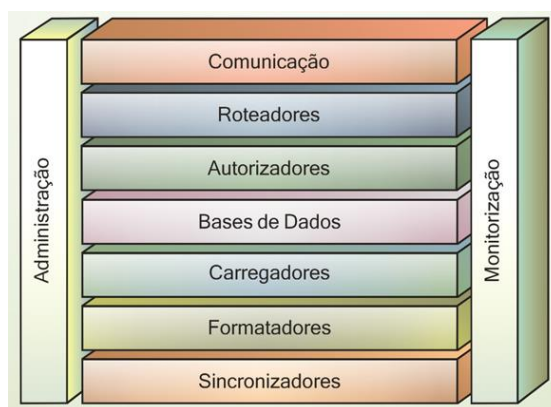 Comunicação
Roteadores
Autorizadores
Bases de Dados
Carregadores
Formatadores
Sincronizadores
Administração
Monitorização